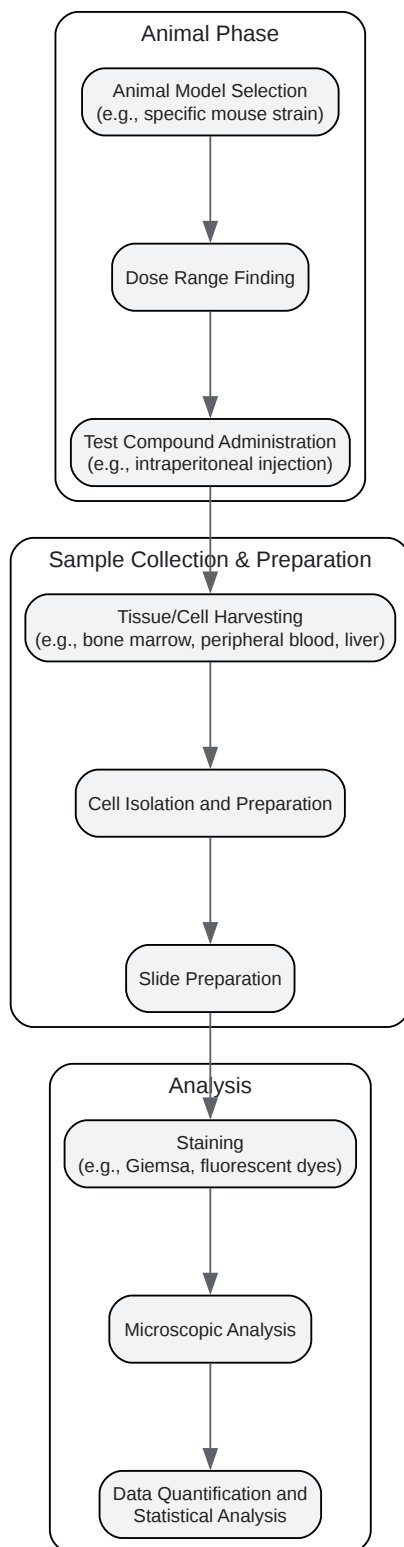 Animal Phase
Animal Model Selection
(e.g., specific mouse strain)
Dose Range Finding
Test Compound Administration
(e.g., intraperitoneal injection)
Sample Collection & Preparation
Tissue/Cell Harvesting
(e.g., bone marrow, peripheral blood, liver)
Cell Isolation and Preparation
Slide Preparation
Analysis
Staining
(e.g., Giemsa, fluorescent dyes)
Microscopic Analysis
Data Quantification and
Statistical Analysis